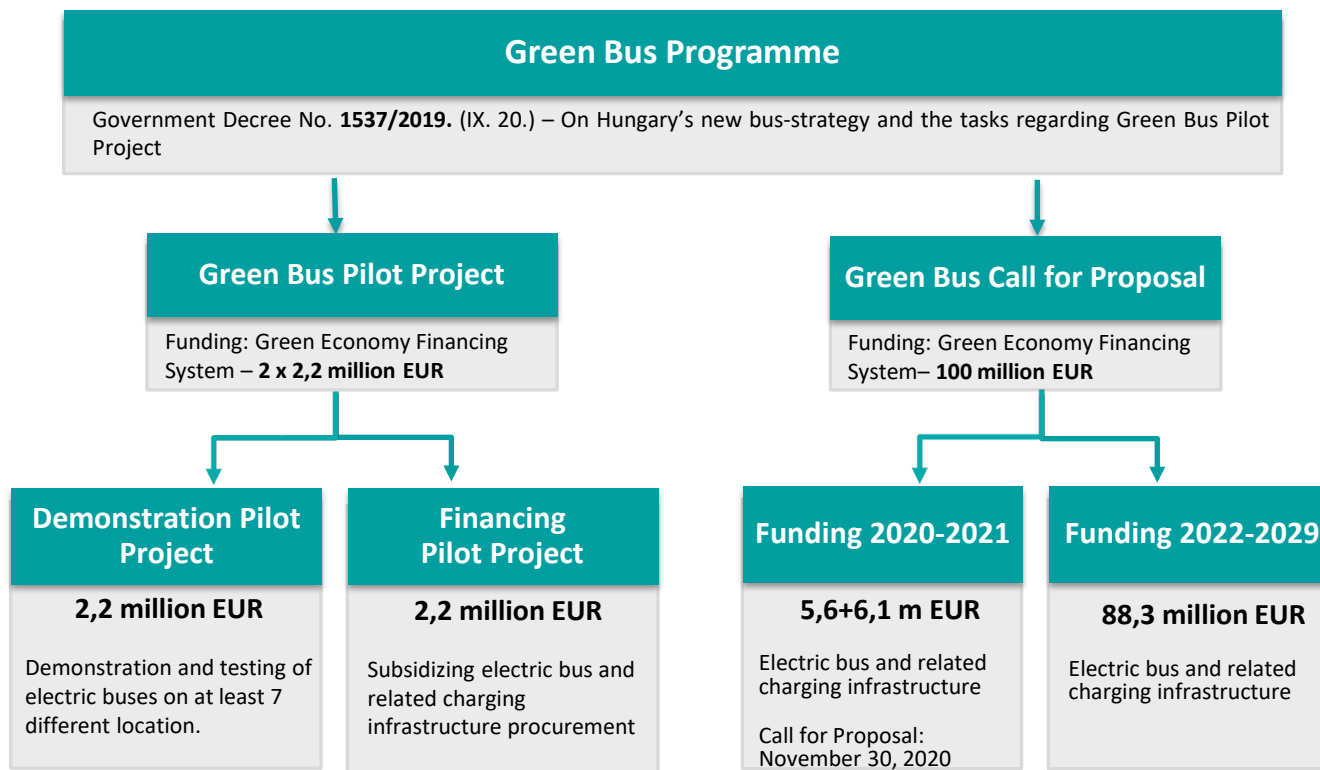 Green Bus Programme
Government Decree No. 1537/2019. (IX. 20.) – On Hungary's new bus-strategy and the tasks regarding Green Bus Pilot
Project
Green Bus Pilot Project
Funding: Green Economy Financing
System – 2 x 2,2 million EUR
Green Bus Call for Proposal
Funding: Green Economy Financing
System– 100 million EUR
Demonstration Pilot
Project
2,2 million EUR
Demonstration and testing of
electric buses on at least 7
different location.
Financing
Pilot Project
2,2 million EUR
Subsidizing electric bus and
related charging
infrastructure procurement
Funding 2020-2021
5,6+6,1 m EUR
Electric bus and related
charging infrastructure
Call for Proposal:
November 30, 2020
Funding 2022-2029
88,3 million EUR
Electric bus and related
charging infrastructure